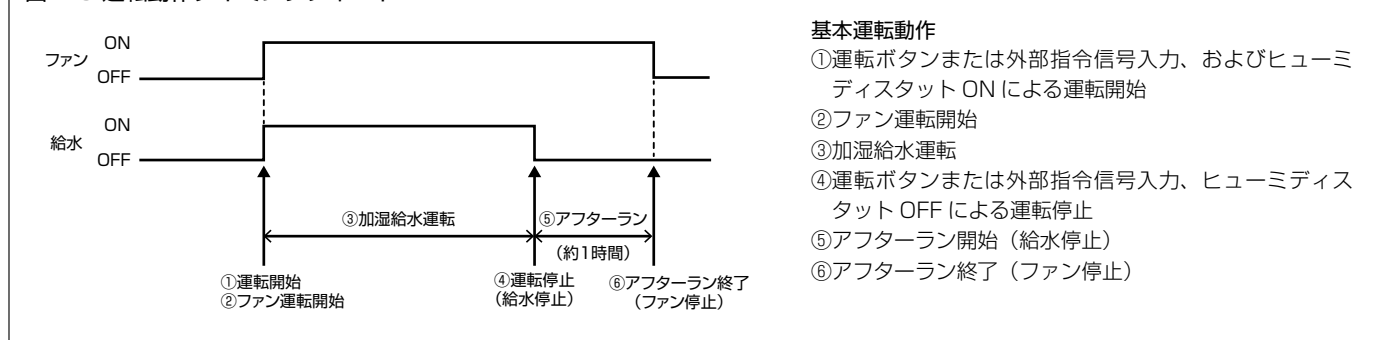 ファン
ON
OFF
給水
ON
OFF
③加湿給水運転
⑤アフターラン
(約1時間)
①運転開始
②ファン運転開始
④運転停止
(給水停止)
⑥アフターラン終了
(ファン停止)
基本運転動作
①運転ボタンまたは外部指令信号入力、およびヒューミ
ディスタット ON による運転開始
②ファン運転開始
③加湿給水運転
④運転ボタンまたは外部指令信号入力、ヒューミディス
タット OFF による運転停止
⑤アフターラン開始（給水停止）
⑥アフターラン終了（ファン停止）